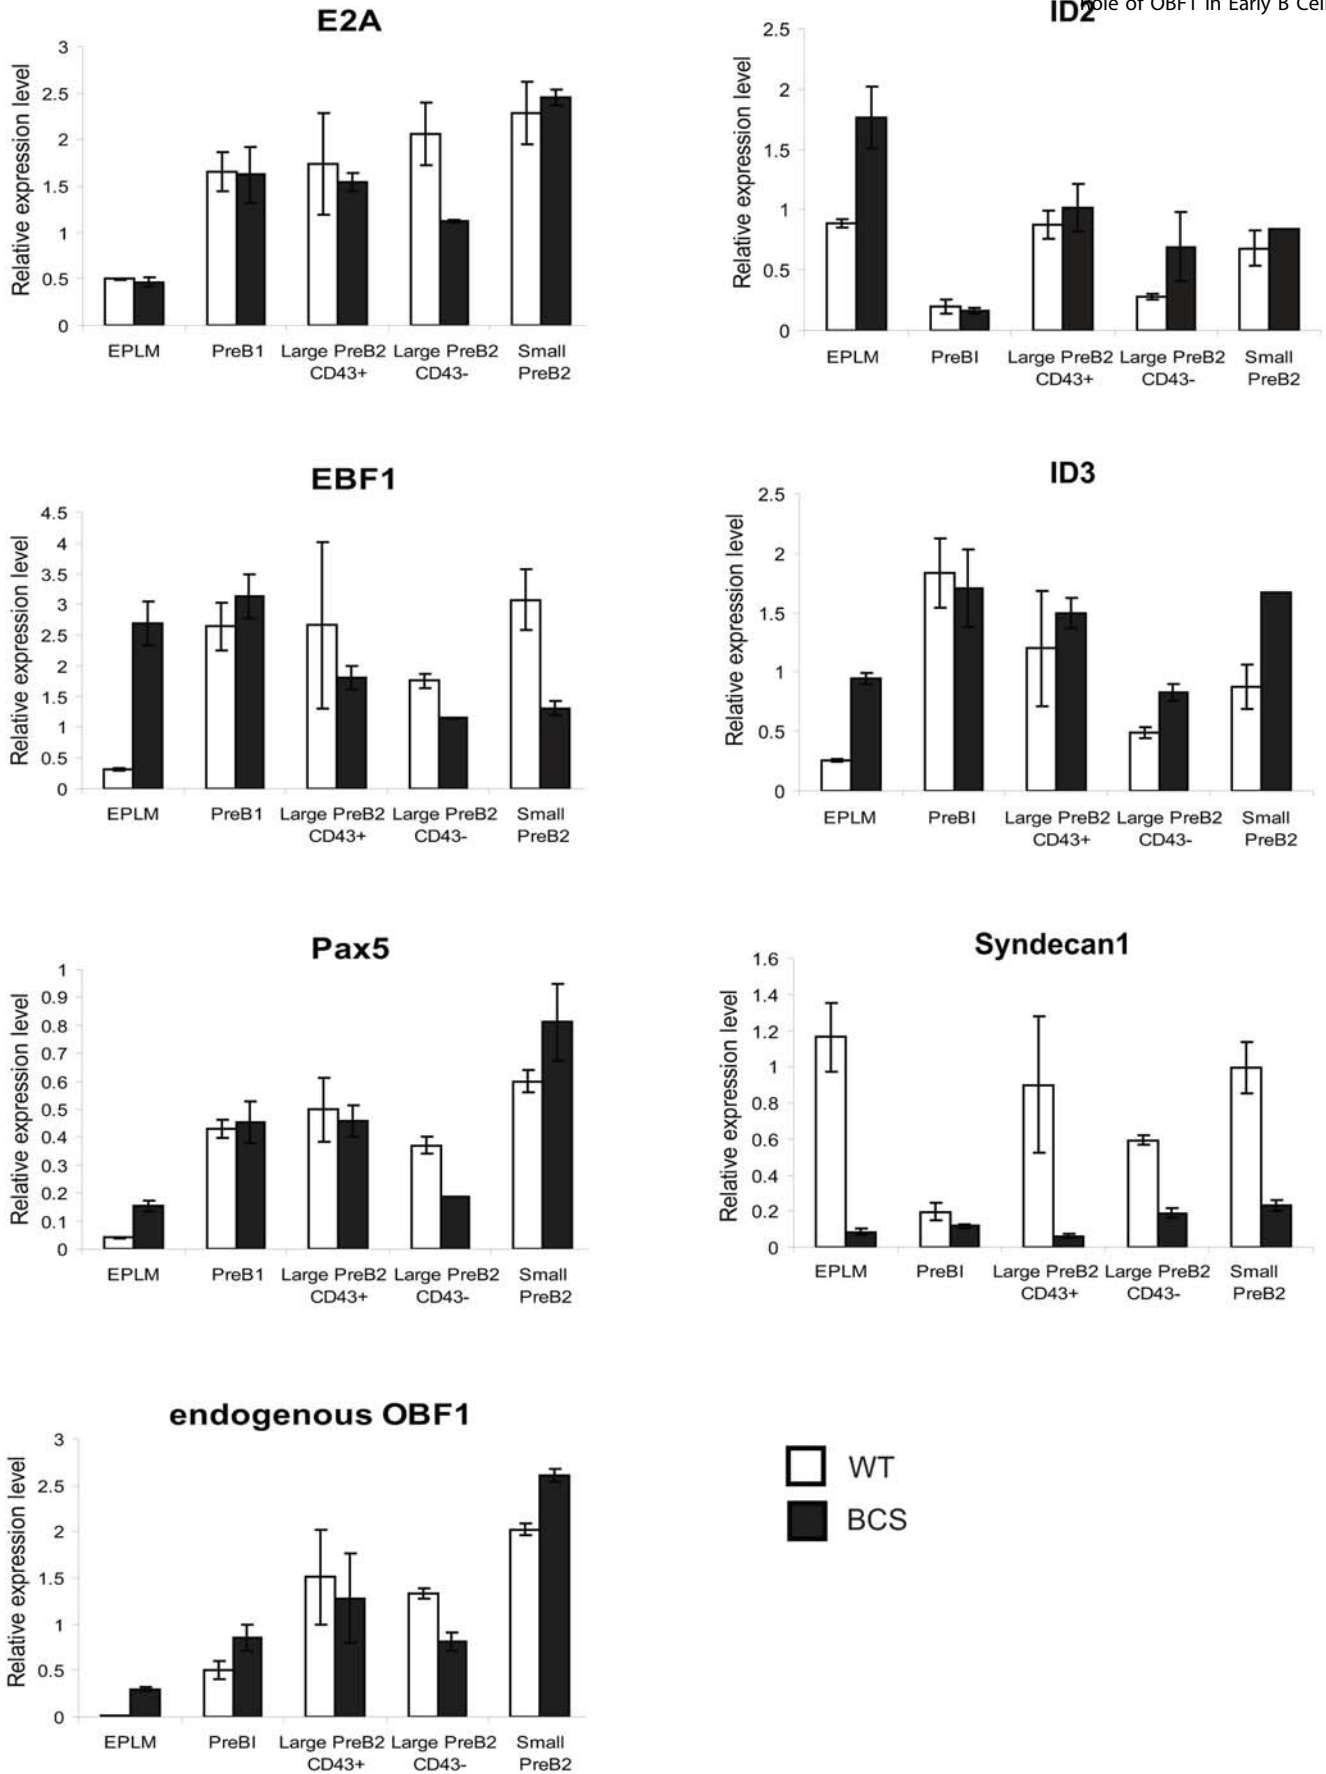 Role of OBF1 in Early B Cell
E2A
Relative expression level
3
2.5
2
1.5
1
0.5
0
EPLM PreB1 Large PreB2 Large PreB2 Small
CD43+ CD43- PreB2
ID2
Relative expression level
2.5
2
1.5
1
0.5
0
EPLM PreBI Large PreB2 Large PreB2 Small
CD43+ CD43- PreB2
EBF1
Relative expression level
4.5
4
3.5
3
2.5
2
1.5
1
0.5
0
EPLM PreB1 Large PreB2 Large PreB2 Small
CD43+ CD43- PreB2
ID3
Relative expression level
2.5
2
1.5
1
0.5
0
EPLM PreBI Large PreB2 Large PreB2 Small
CD43+ CD43- PreB2
Pax5
Relative expression level
1
0.9
0.8
0.7
0.6
0.5
0.4
0.3
0.2
0.1
0
EPLM PreB1 Large PreB2 Large PreB2 Small
CD43+ CD43- PreB2
Syndecan1
Relative expression level
1.6
1.4
1.2
1
0.8
0.6
0.4
0.2
0
EPLM PreBI Large PreB2 Large PreB2 Small
CD43+ CD43- PreB2
endogenous OBF1
Relative expression level
3
2.5
2
1.5
1
0.5
0
EPLM PreBI Large PreB2 Large PreB2 Small
CD43+ CD43- PreB2
WT
BCS